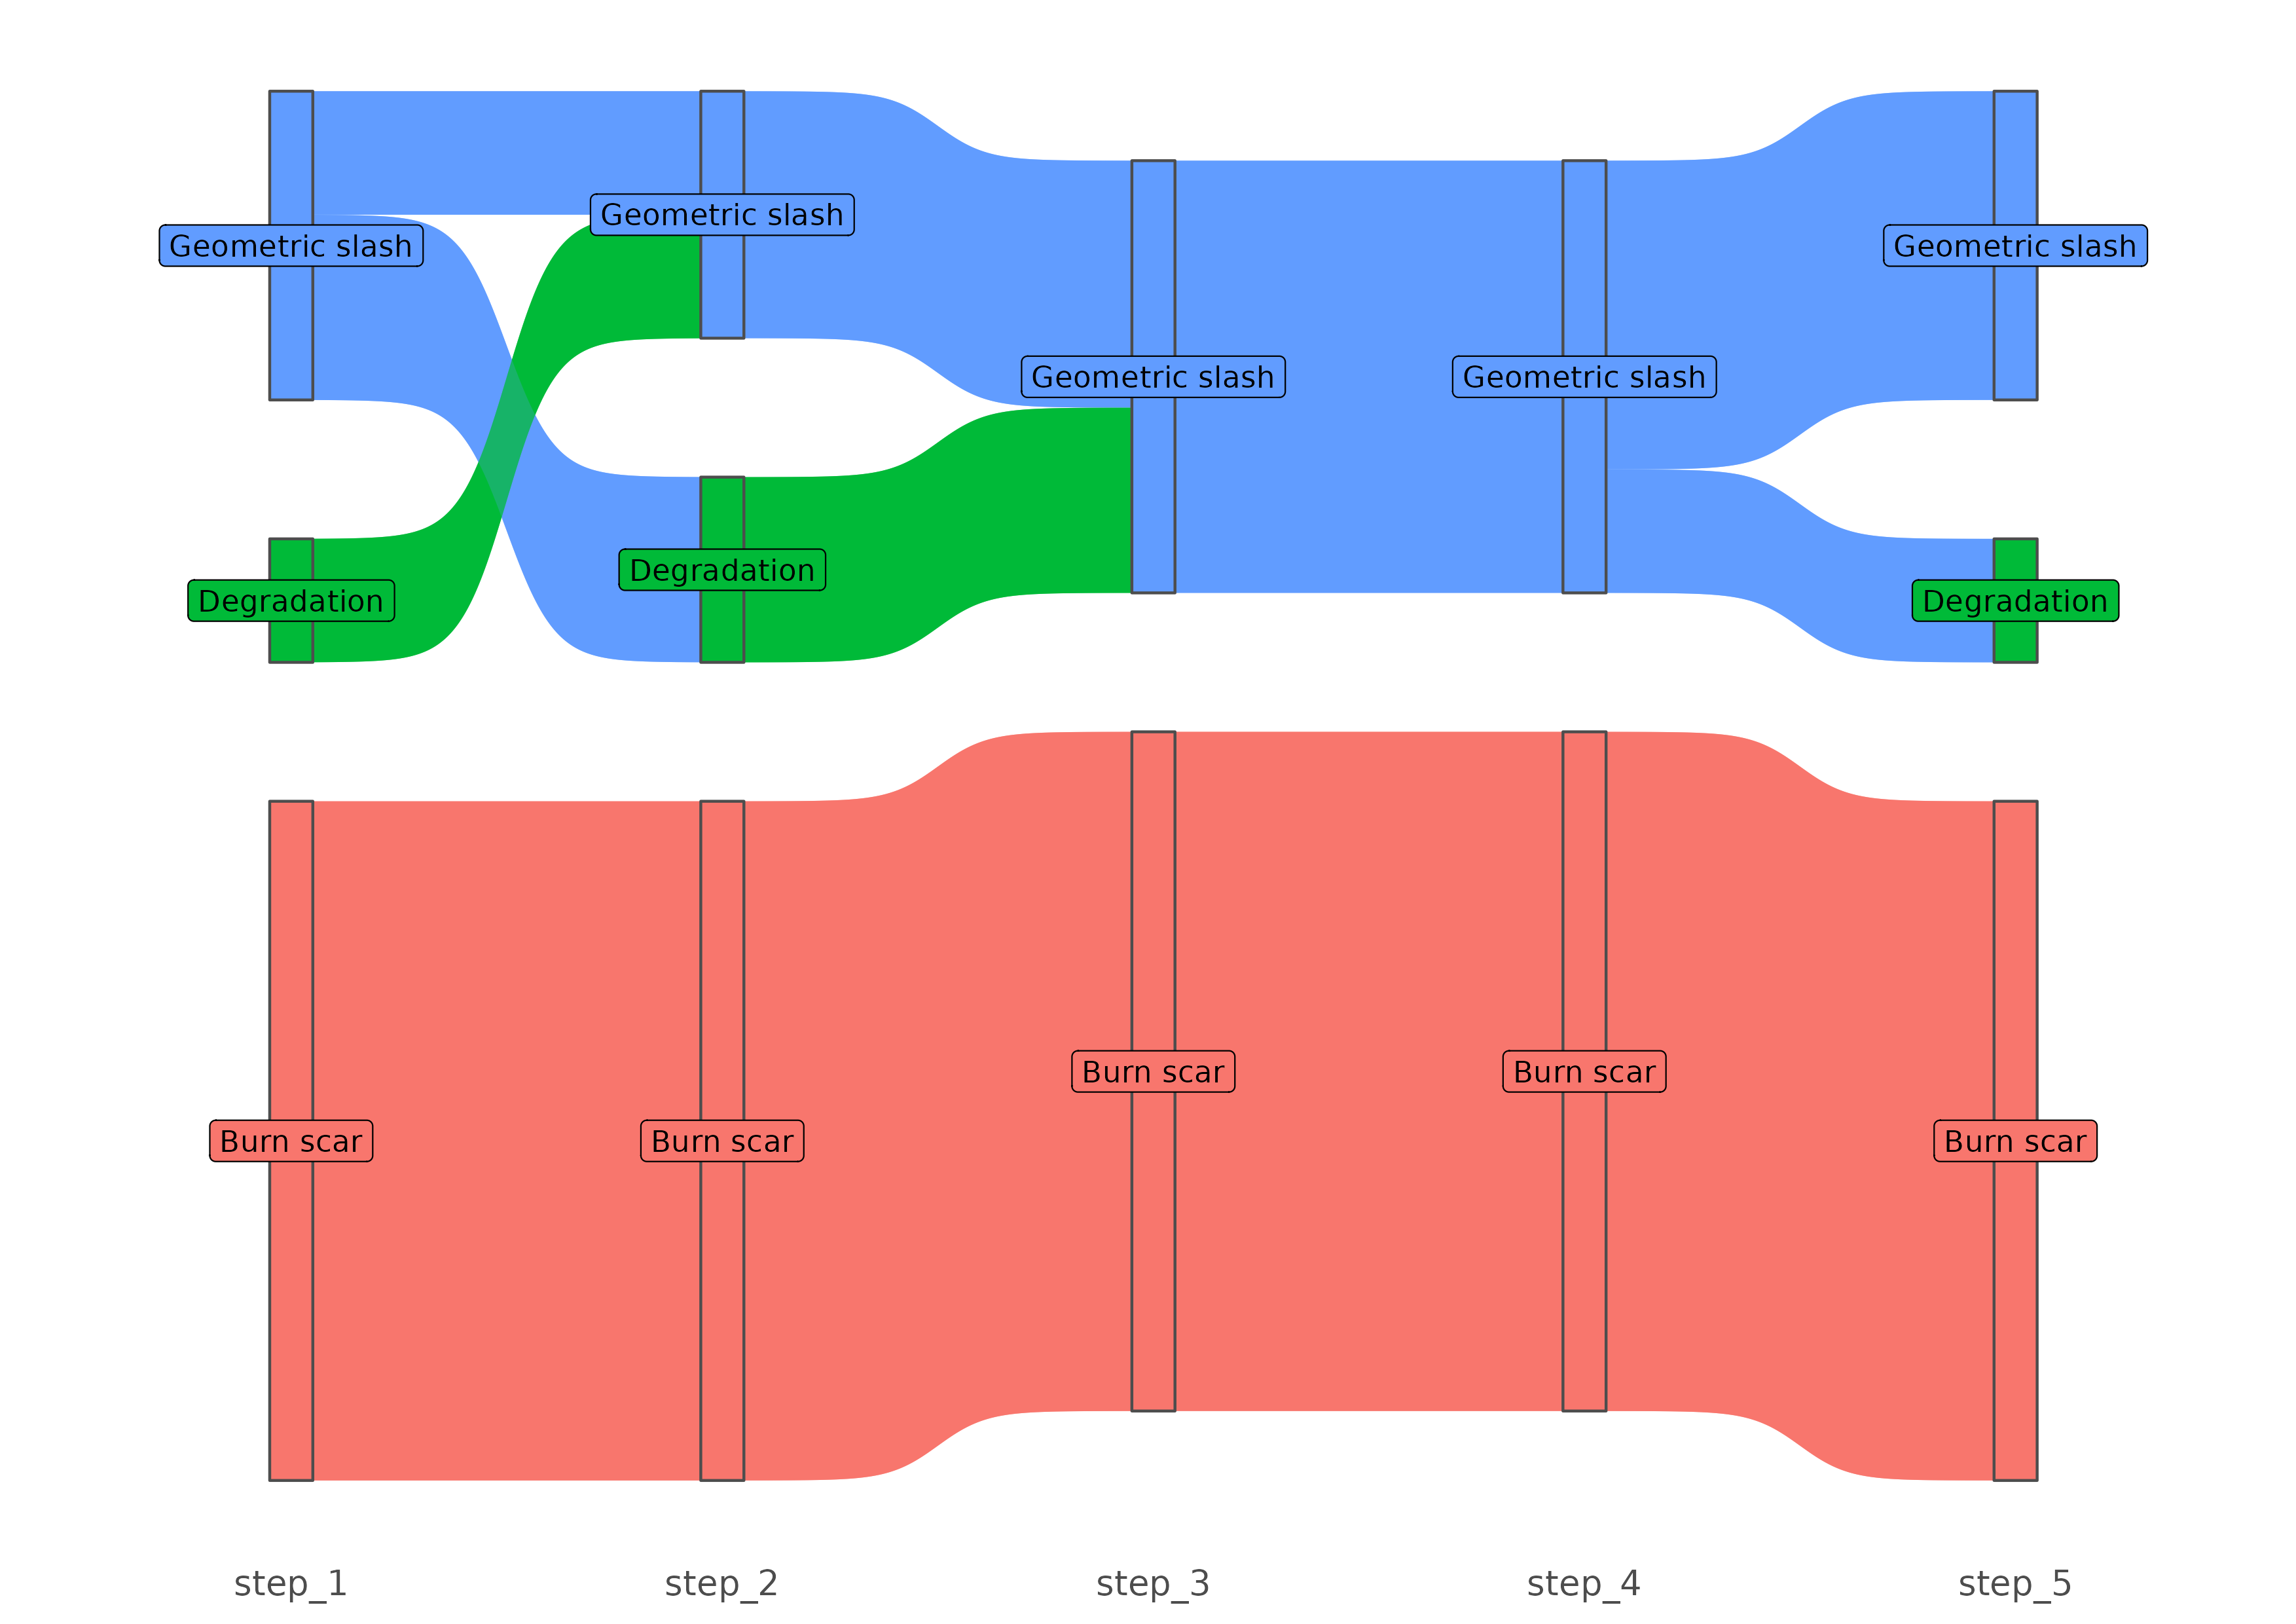 Geometric slash
Geometric slash
Geometric slash
Geometric slash
Geometric slash
Degradation
Degradation
Degradation
Burn scar
Burn scar
Burn scar
Burn scar
Burn scar
step_1
step_2
step_3
step_4
step_5